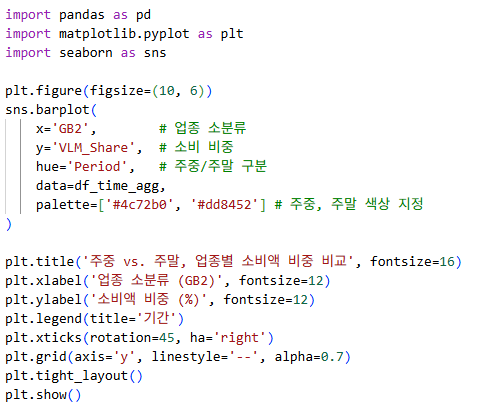 import pandas as pd
import matplotlib.pyplot as plt
import seaborn as sns

plt.figure(figsize=(10, 6))
sns.barplot(
    x='GB2',        # 업종 소분류
    y='VLM_Share',  # 소비 비중
    hue='Period',   # 주중/주말 구분
    data=df_time_agg,
    palette=['#4c72b0', '#dd8452'] # 주중, 주말 색상 지정
)

plt.title('주중 vs. 주말, 업종별 소비액 비중 비교', fontsize=16)
plt.xlabel('업종 소분류 (GB2)', fontsize=12)
plt.ylabel('소비액 비중 (%)', fontsize=12)
plt.legend(title='기간')
plt.xticks(rotation=45, ha='right')
plt.grid(axis='y', linestyle='--', alpha=0.7)
plt.tight_layout()
plt.show()